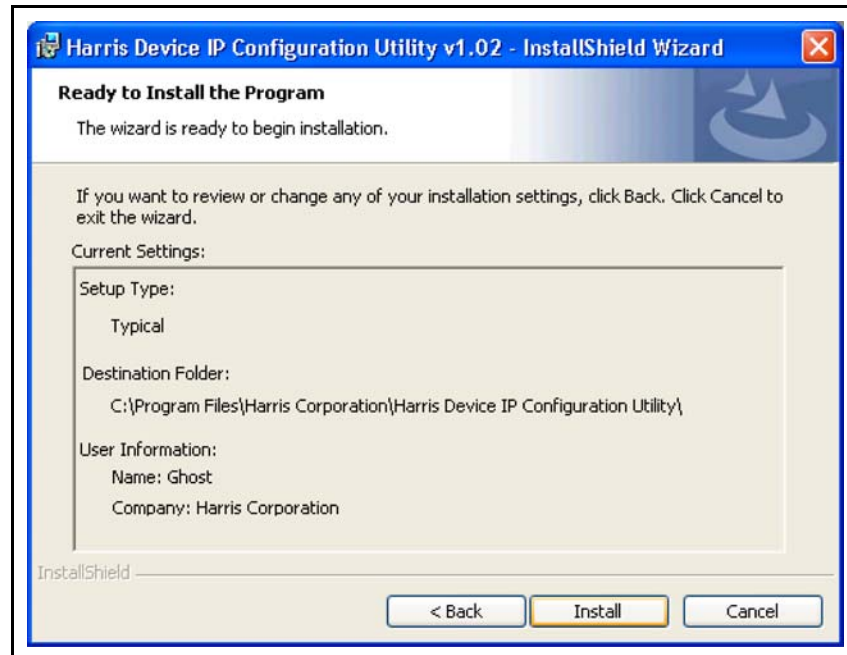 Harris Device IP Configuration Utility v1.02 - InstallShield Wizard
Ready to Install the Program
The wizard is ready to begin installation.
If you want to review or change any of your installation settings, click Back. Click Cancel to
exit the wizard.
Current Settings:
Setup Type:
Typical
Destination Folder:
C:\Program Files\Harris Corporation\Harris Device IP Configuration Utility\
User Information:
Name: Ghost
Company: Harris Corporation
InstallShield
< Back Install Cancel